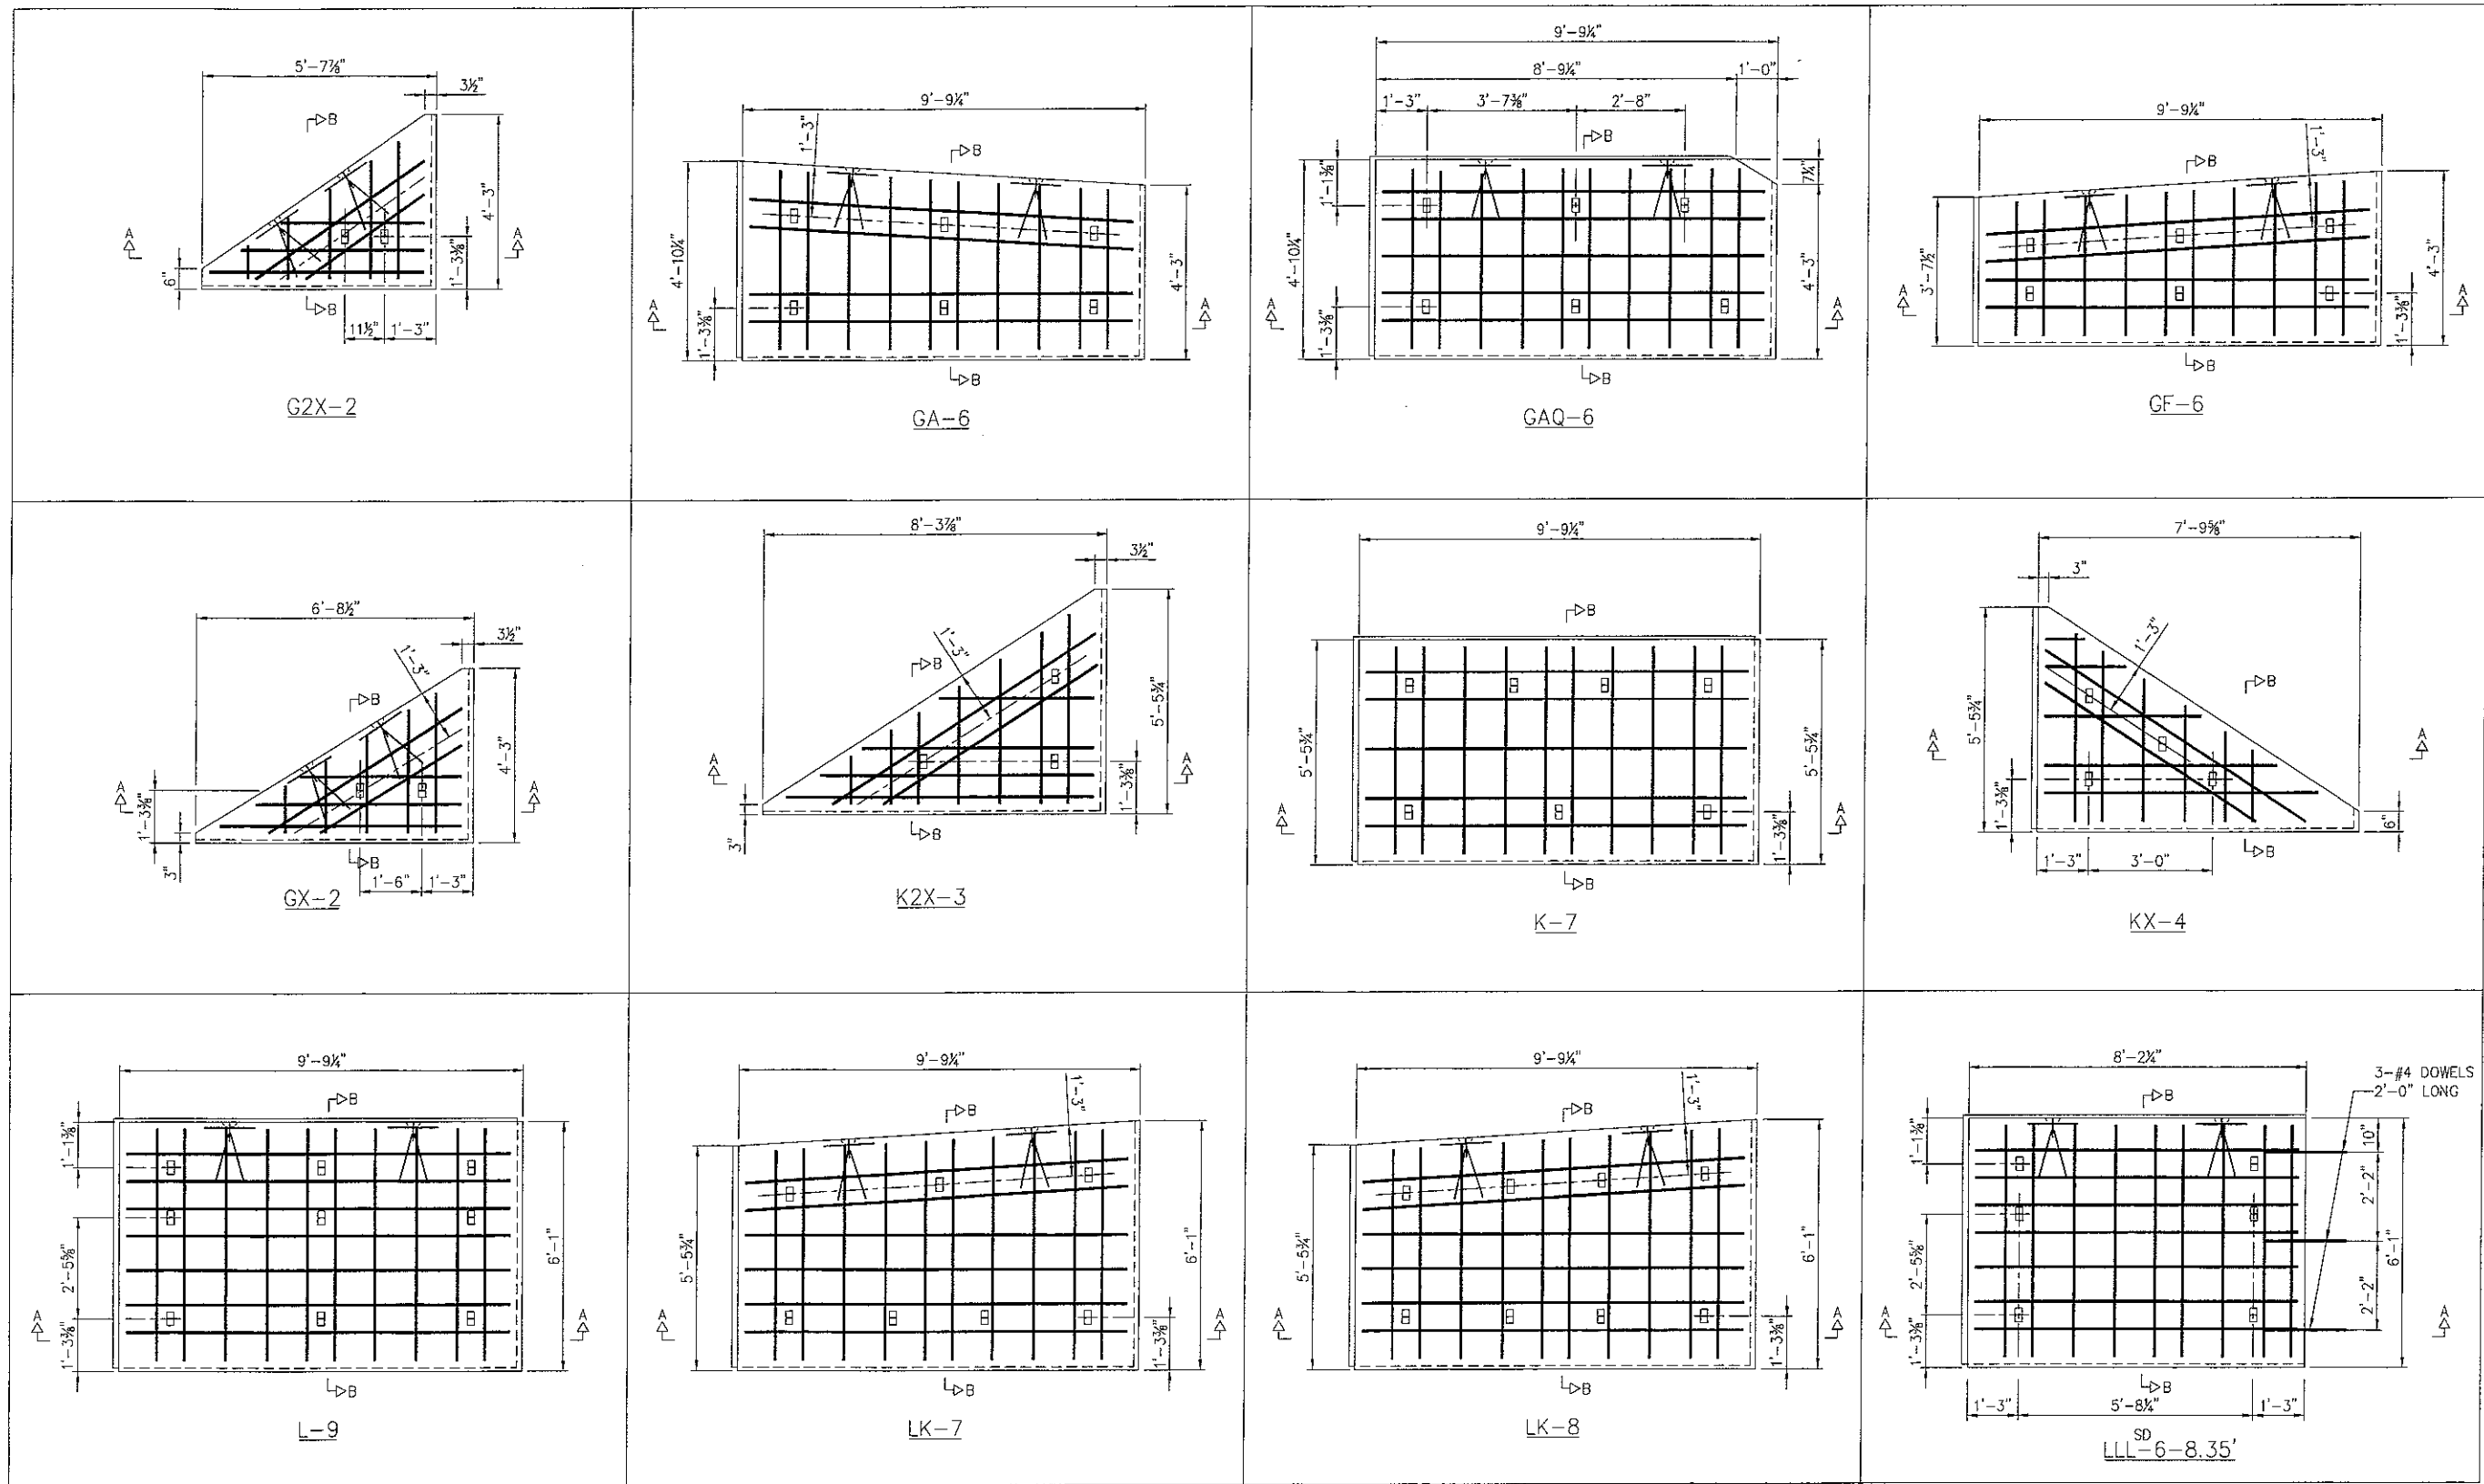 5'-7⅞"
3½"
B
A
A
4'-3"
1'-3⅜"
6"
B
11½"
1'-3"
G2X-2
9'-9¼"
1'-3"
B
4'-10¼"
4'-3"
A
A
1'-3⅜"
B
GA-6
9'-9¼"
8'-9¼"
1'-0"
1'-3"
3'-7⅞"
2'-8"
B
1'-1⅜"
7¼"
4'-10¼"
4'-3"
A
A
1'-3⅜"
B
GAQ-6
9'-9¼"
1'-3"
B
3'-7½"
4'-3"
A
A
1'-3⅜"
B
GF-6
6'-8½"
3½"
1'-3"
B
A
A
4'-3"
1'-3⅜"
3"
B
1'-6"
1'-3"
GX-2
8'-3⅞"
3½"
1'-3"
B
5'-5¾"
A
A
1'-3⅜"
3"
B
K2X-3
9'-9¼"
B
5'-5¾"
5'-5¾"
A
A
1'-3⅜"
B
K-7
7'-9⅝"
3"
1'-3"
B
5'-5¾"
A
A
1'-3⅜"
6"
B
1'-3"
3'-0"
KX-4
9'-9¼"
B
1'-1⅜"
2'-5⅝"
6'-1"
A
A
1'-3⅜"
B
L-9
9'-9¼"
1'-3"
B
5'-5¾"
6'-1"
A
A
1'-3⅜"
B
LK-7
9'-9¼"
1'-3"
B
5'-5¾"
6'-1"
A
A
1'-3⅜"
B
LK-8
8'-2¼"
3-#4 DOWELS
2'-0" LONG
B
1'-1⅜"
10"
2'-2"
2'-5⅝"
6'-1"
2'-2"
A
A
1'-3⅜"
B
1'-3"
5'-8¼"
1'-3"
SD
LLL-6-8.35'